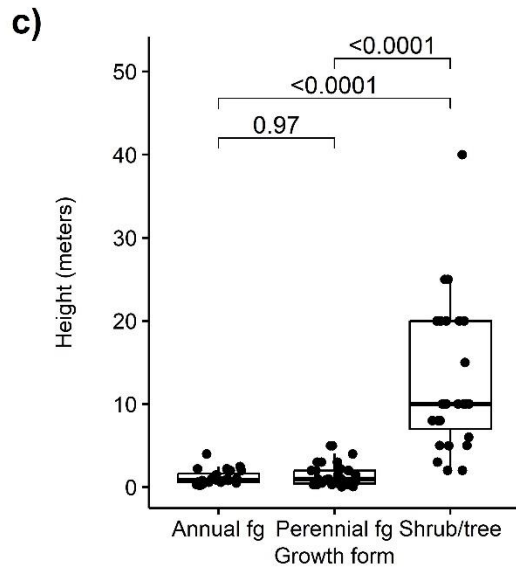 c)
<0.0001
<0.0001
0.97
50
40
30
20
10
0
Height (meters)
Annual fg Perennial fg Shrub/tree
Growth form